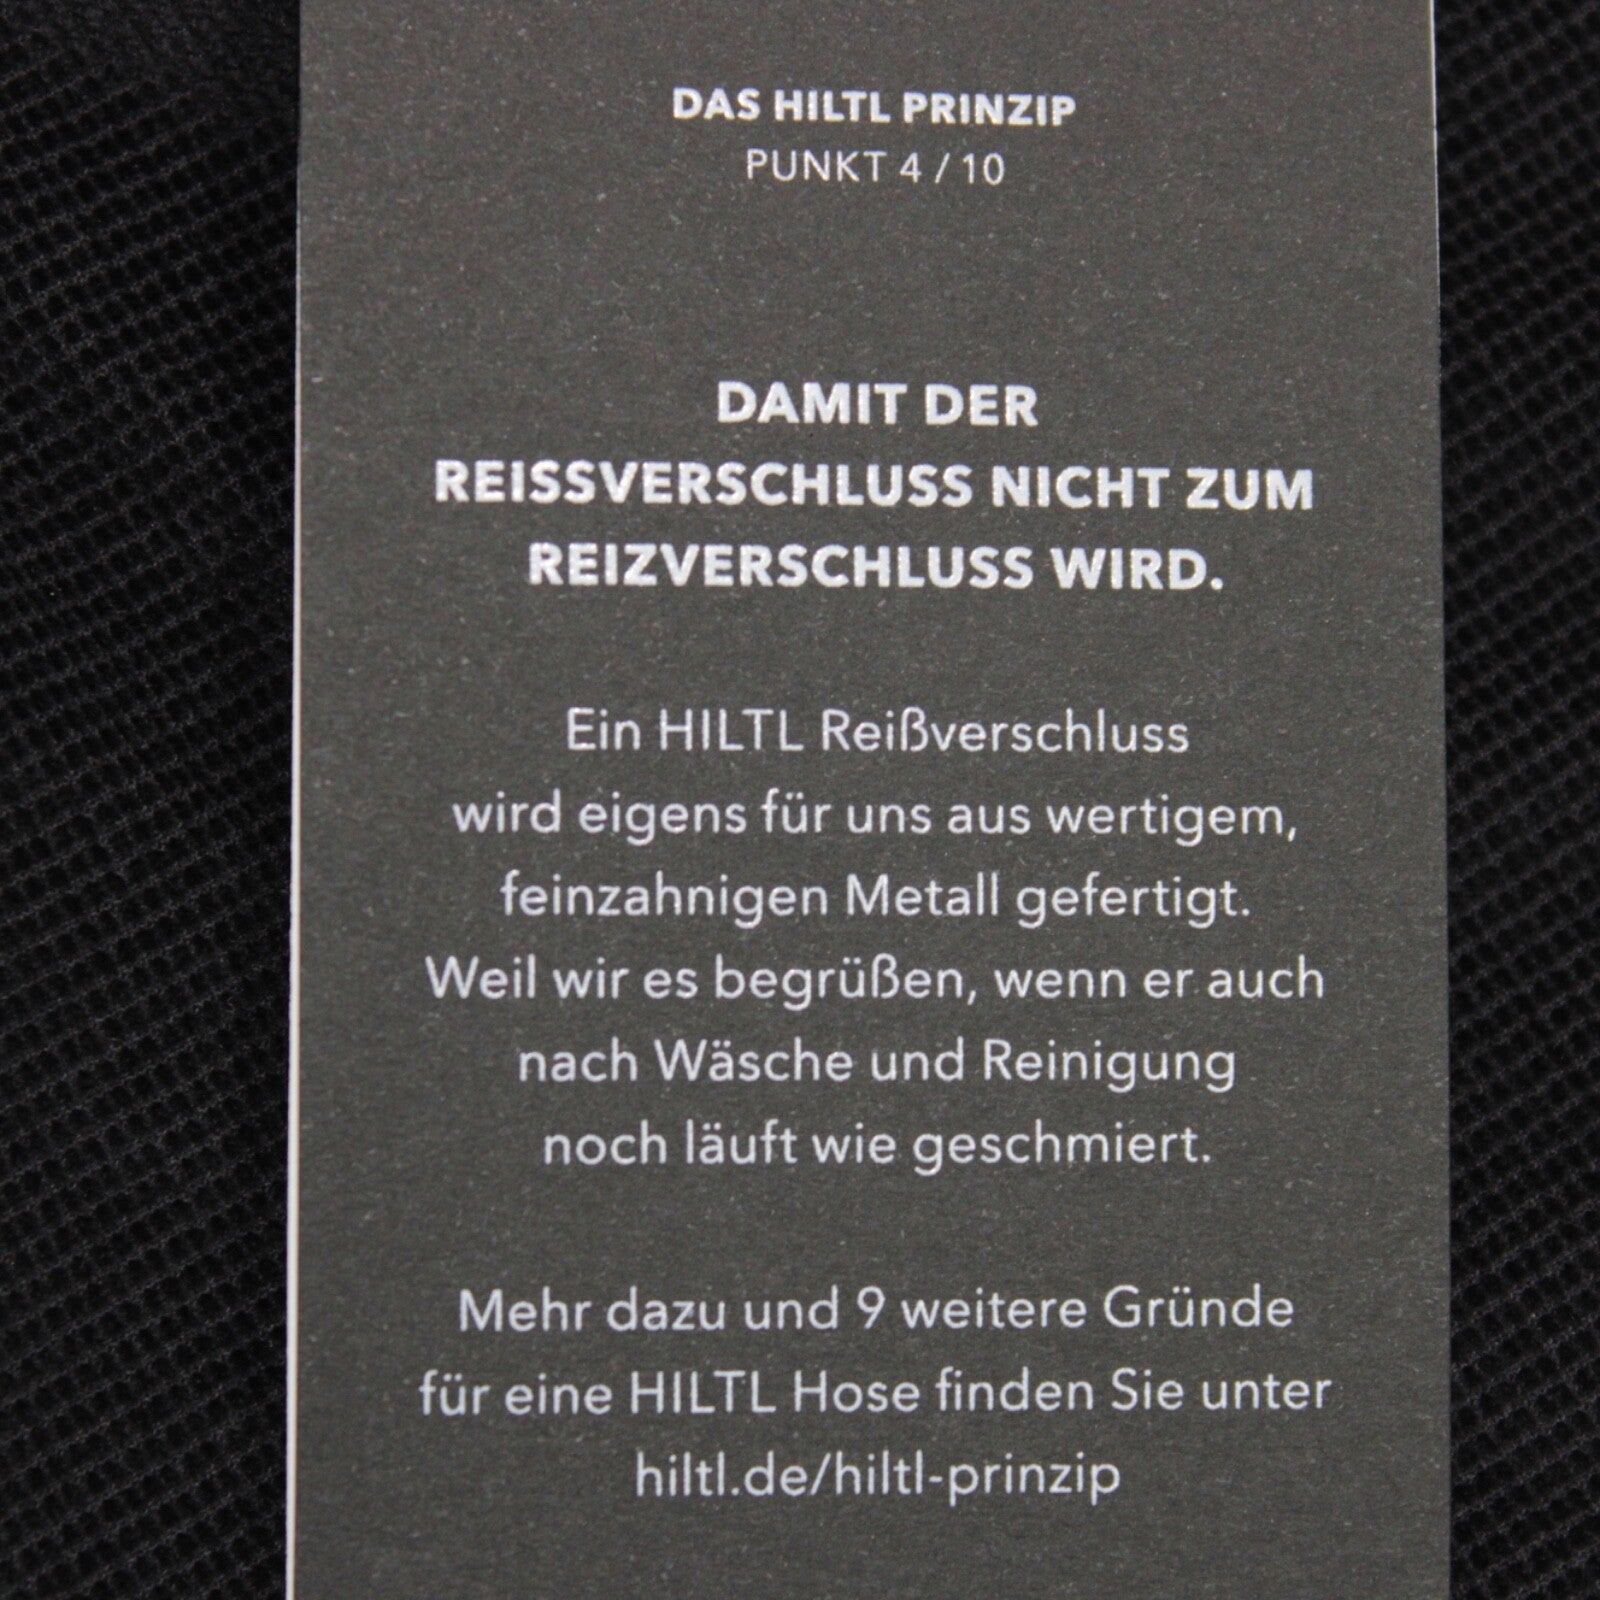 DAS HILTL PRINZIP
PUNKT 4 / 10
DAMIT DER
REISSVERSCHLUSS NICHT ZUM
REIZVERSCHLUSS WIRD.
Ein HILTL Reißverschluss
wird eigens für uns aus wertigem,
feinzahnigen Metall gefertigt.
Weil wir es begrüßen, wenn er auch
nach Wäsche und Reinigung
noch läuft wie geschmiert.
Mehr dazu und 9 weitere Gründe
für eine HILTL Hose finden Sie unter
hiltl.de/hiltl-prinzip